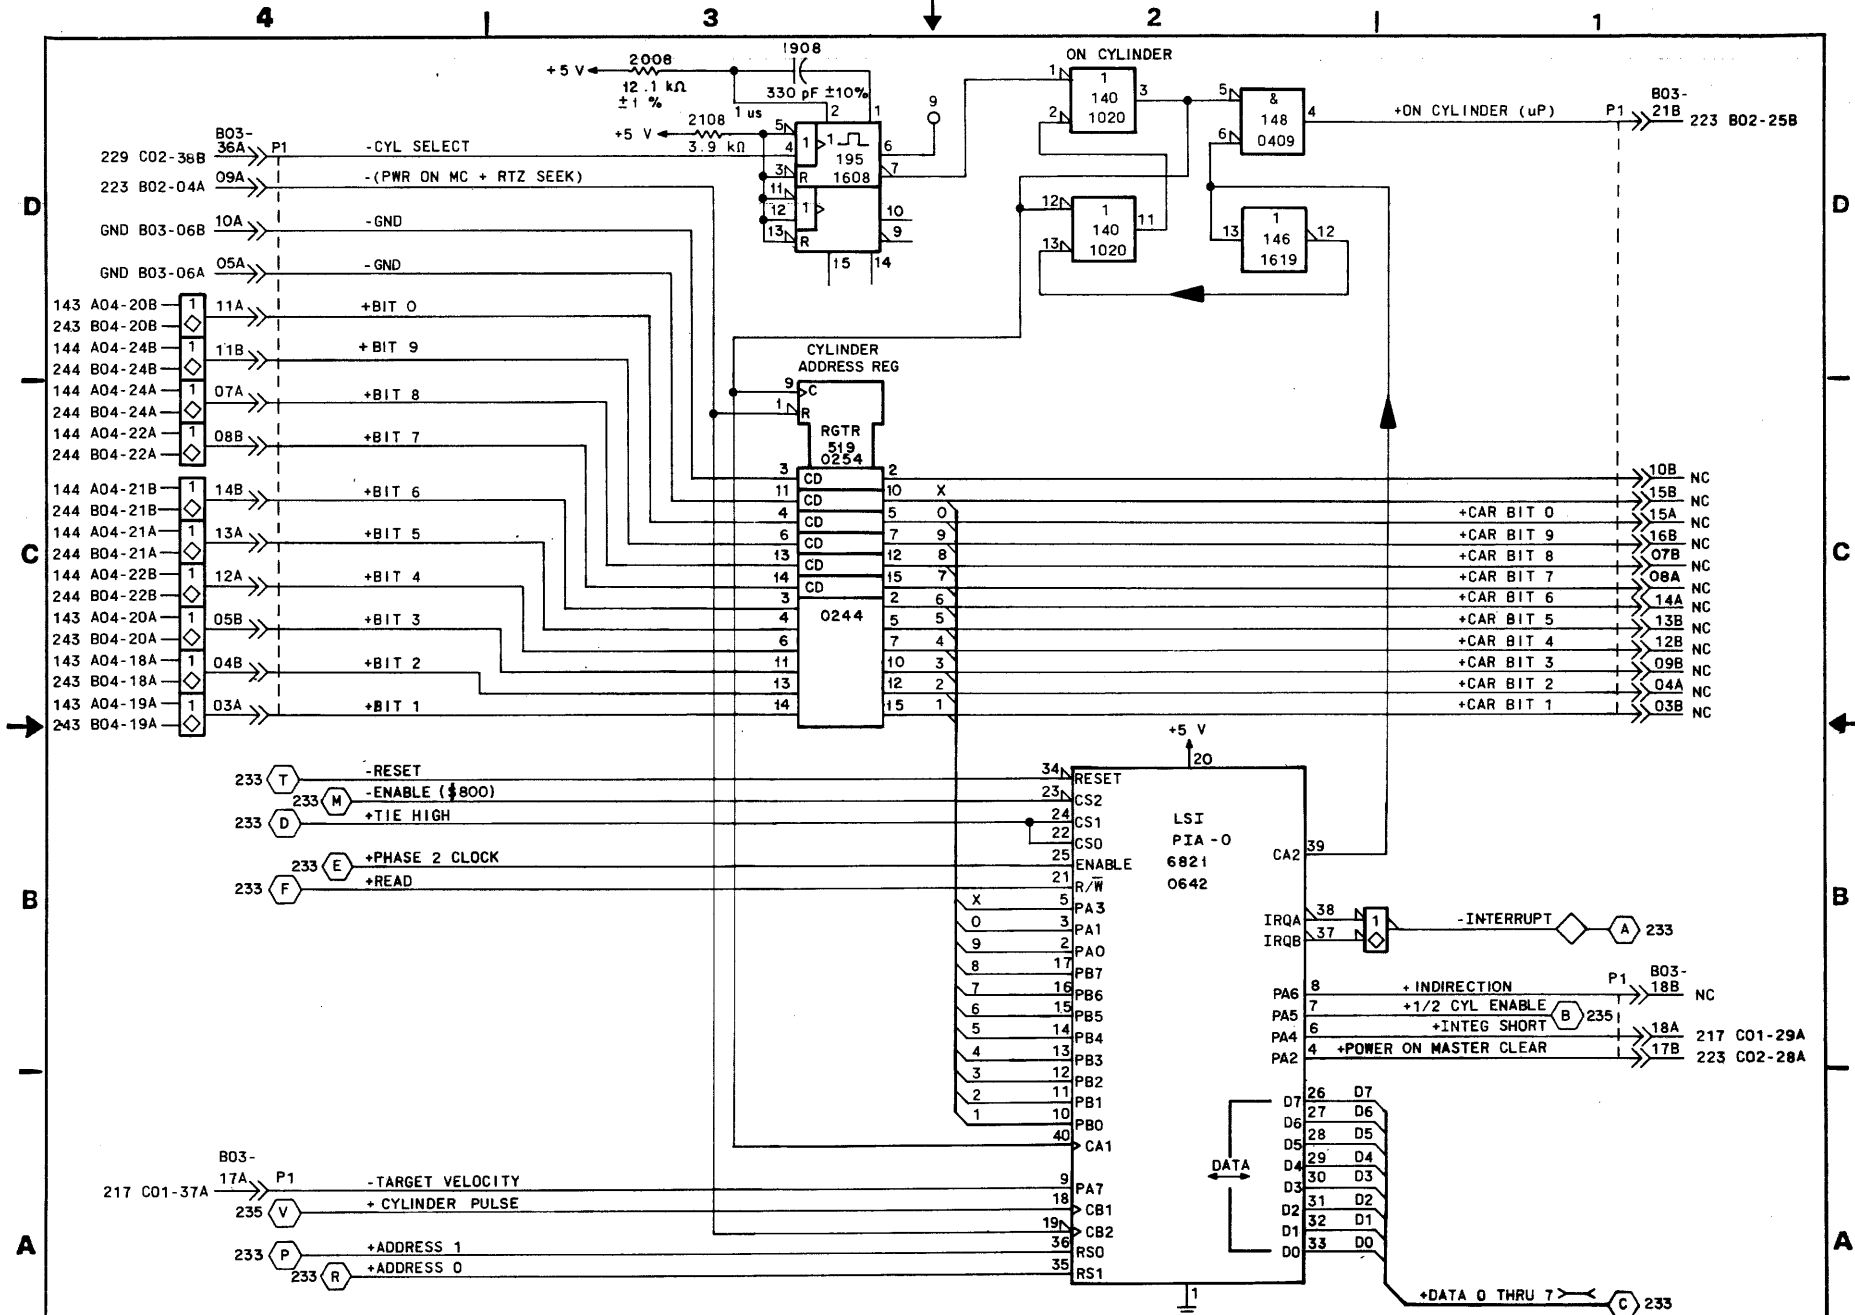 4 3 2 1
+5 V 2008 12.1 kΩ ±1 %
1908 330 pF ±10%
1 us
+5 V 2108 3.9 kΩ
2 1
5 1 1 6 9
4 195 7
3 R 1608
11
12 1 10
13 R 9
15 14
ON CYLINDER
1 1 3
2 140
1020
12 1 11
13 140
1020
5 & 4
6 148
0409
13 1 12
146
1619
+ON CYLINDER (uP) P1 B03-21B 223 B02-25B
D D
229 C02-38B B03-36A P1 -CYL SELECT
223 B02-04A 09A -(PWR ON MC + RTZ SEEK)
GND B03-06B 10A -GND
GND B03-06A 05A -GND
143 A04-20B 1 11A +BIT 0
243 B04-20B
144 A04-24B 1 11B +BIT 9
244 B04-24B
144 A04-24A 1 07A +BIT 8
244 B04-24A
144 A04-22A 1 08B +BIT 7
244 B04-22A
144 A04-21B 1 14B +BIT 6
244 B04-21B
144 A04-21A 1 13A +BIT 5
244 B04-21A
144 A04-22B 1 12A +BIT 4
244 B04-22B
143 A04-20A 1 05B +BIT 3
243 B04-20A
143 A04-18A 1 04B +BIT 2
243 B04-18A
143 A04-19A 1 03A +BIT 1
243 B04-19A
C C
CYLINDER
ADDRESS REG
9 C
1 R
RGTR
519
0254
3 CD 2 10B NC
11 CD 10 X 15B NC
4 CD 5 0 +CAR BIT 0 15A NC
6 CD 7 9 +CAR BIT 9 16B NC
13 CD 12 8 +CAR BIT 8 07B NC
14 CD 15 7 +CAR BIT 7 08A NC
3 2 6 +CAR BIT 6 14A NC
4 0244 5 5 +CAR BIT 5 13B NC
6 7 4 +CAR BIT 4 12B NC
11 10 3 +CAR BIT 3 09B NC
13 12 2 +CAR BIT 2 04A NC
14 15 1 +CAR BIT 1 03B NC
+5 V
20
233 T -RESET 34 RESET
233 M -ENABLE ($800) 23 CS2
233 D +TIE HIGH 24 CS1
22 CS0
233 E +PHASE 2 CLOCK 25 ENABLE
233 F +READ 21 R/W
LSI
PIA-0
6821
0642
CA2 39
B B
X 5 PA3
0 3 PA1
9 2 PA0
8 17 PB7
7 16 PB6
6 15 PB5
5 14 PB4
4 13 PB3
3 12 PB2
2 11 PB1
1 10 PB0
40 CA1
IRQA 38 1 -INTERRUPT A 233
IRQB 37
PA6 8 +INDIRECTION P1 B03-18B NC
PA5 7 +1/2 CYL ENABLE B 235
PA4 6 +INTEG SHORT 18A 217 C01-29A
PA2 4 +POWER ON MASTER CLEAR 17B 223 C02-28A
DATA
D7 26 D7
D6 27 D6
D5 28 D5
D4 29 D4
D3 30 D3
D2 31 D2
D1 32 D1
D0 33 D0
B03-
217 C01-37A 17A P1 -TARGET VELOCITY 9 PA7
235 V +CYLINDER PULSE 18 CB1
19 CB2
233 P +ADDRESS 1 36 RS0
233 R +ADDRESS 0 35 RS1
A A
1
+DATA 0 THRU 7 C 233